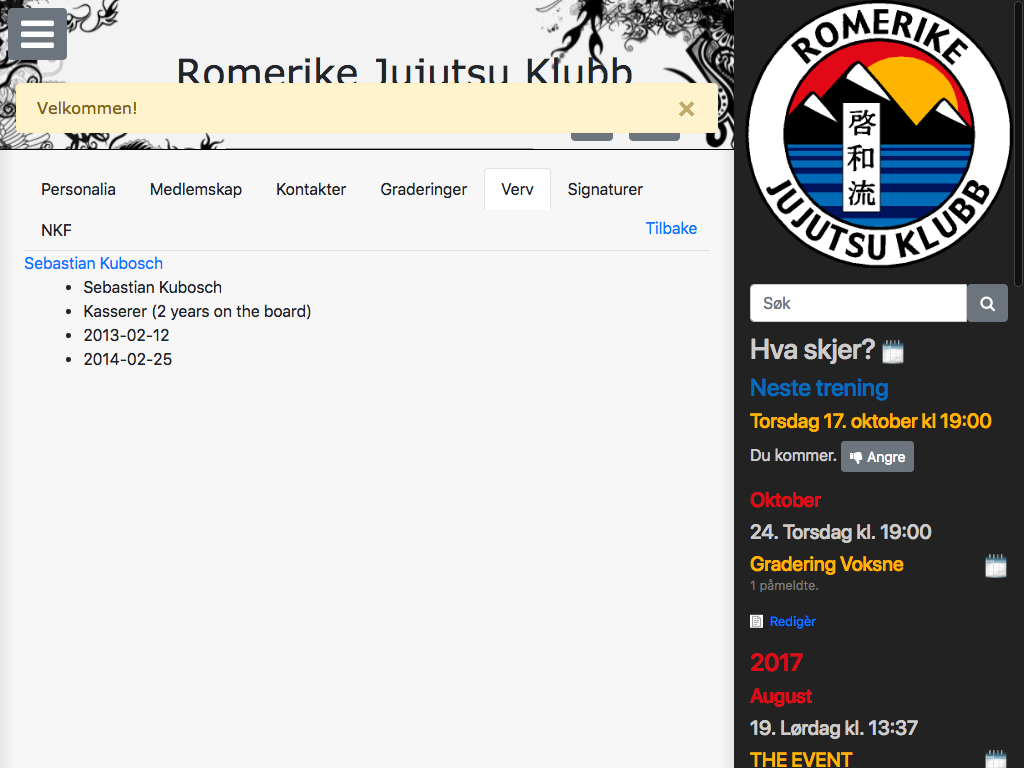 Romerike Jujutsu Klubb
Velkommen!
×
Personalia Medlemskap Kontakter Graderinger Verv Signaturer
NKF Tilbake
Sebastian Kubosch
Sebastian Kubosch
Kasserer (2 years on the board)
2013-02-12
2014-02-25
ROMERIKE
啓和流
JUJUTSU KLUBB
Søk
Hva skjer?
Neste trening
Torsdag 17. oktober kl 19:00
Du kommer. Angre
Oktober
24. Torsdag kl. 19:00
Gradering Voksne
1 påmeldte.
Redigèr
2017
August
19. Lørdag kl. 13:37
THE EVENT